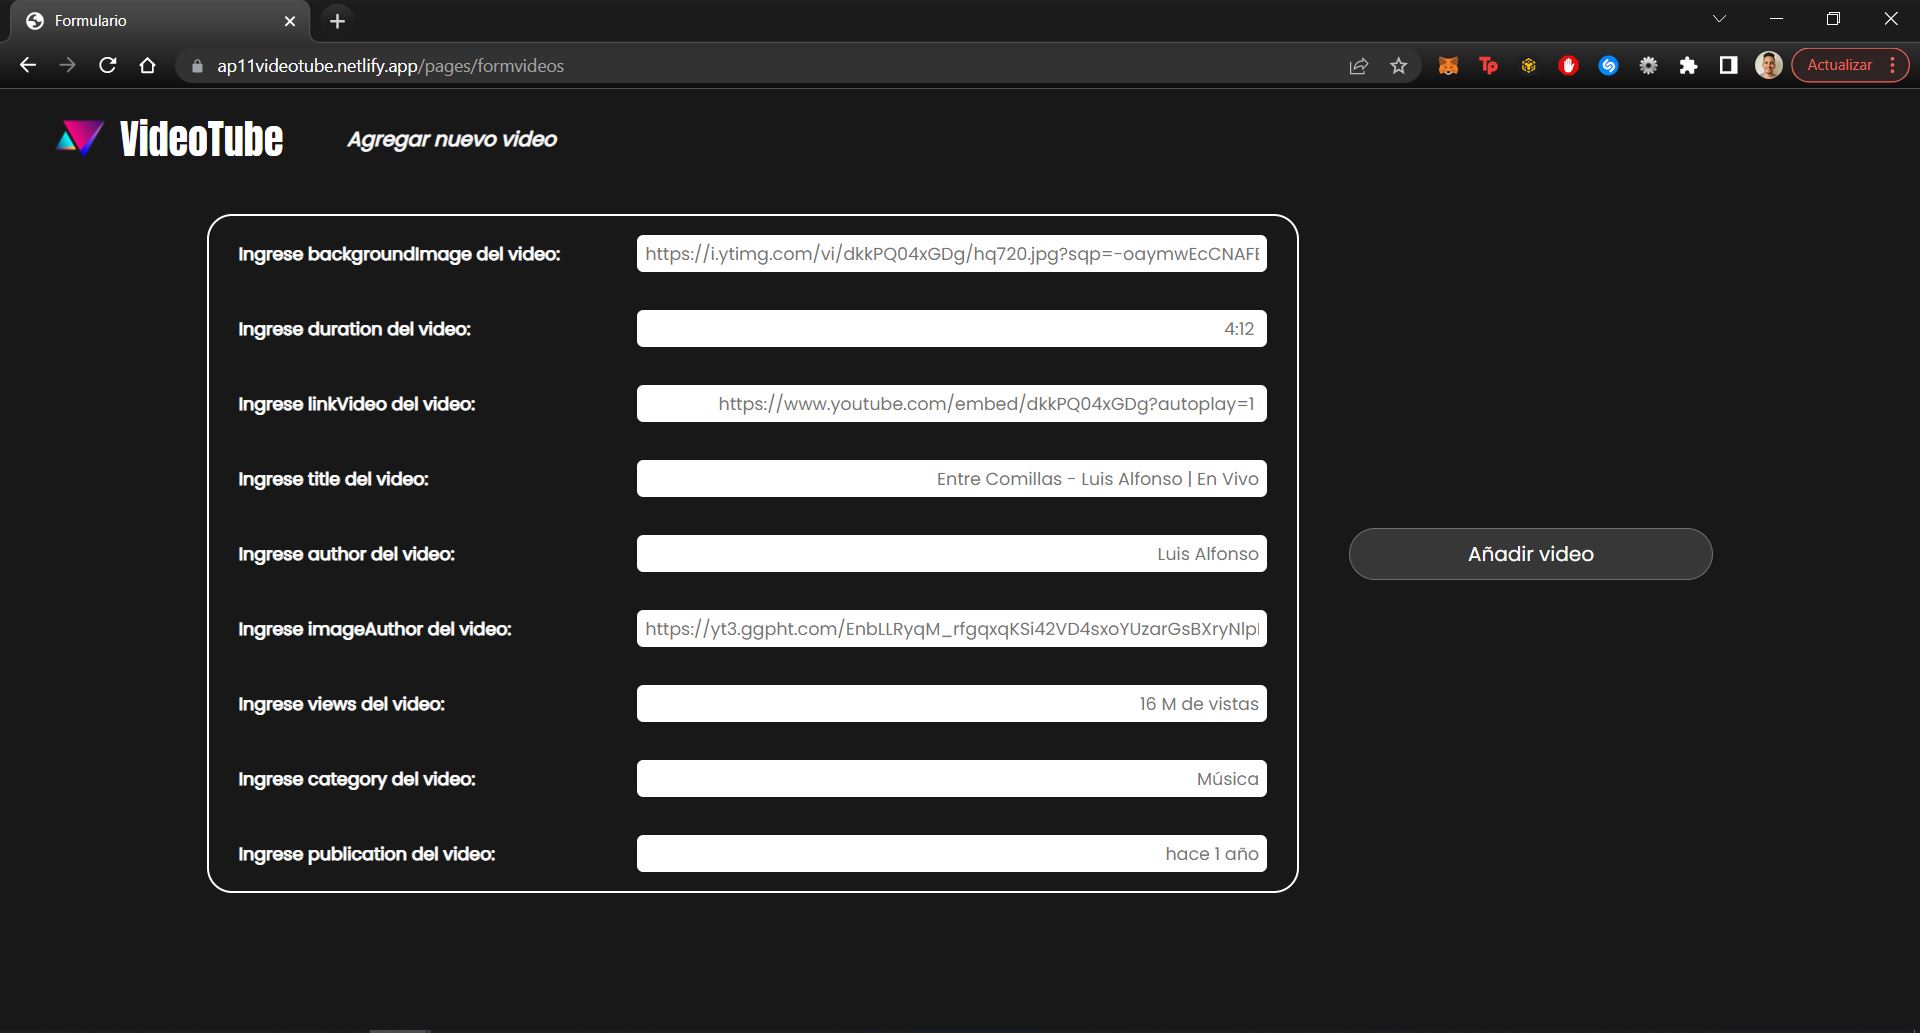 Formulario
ap11videotube.netlify.app/pages/formvideos
Tp
Actualizar
VideoTube
Agregar nuevo video
Ingrese backgroundImage del video:
https://i.ytimg.com/vi/dkkPQ04xGDg/hq720.jpg?sqp=-oaymwEcCNAFE
Ingrese duration del video:
4:12
Ingrese linkVideo del video:
https://www.youtube.com/embed/dkkPQ04xGDg?autoplay=1
Ingrese title del video:
Entre Comillas - Luis Alfonso | En Vivo
Ingrese author del video:
Luis Alfonso
Ingrese imageAuthor del video:
https://yt3.ggpht.com/EnbLLRyqM_rfgqxqKSi42VD4sxoYUzarGsBXryNlp
Ingrese views del video:
16 M de vistas
Ingrese category del video:
Música
Ingrese publication del video:
hace 1 año
Añadir video